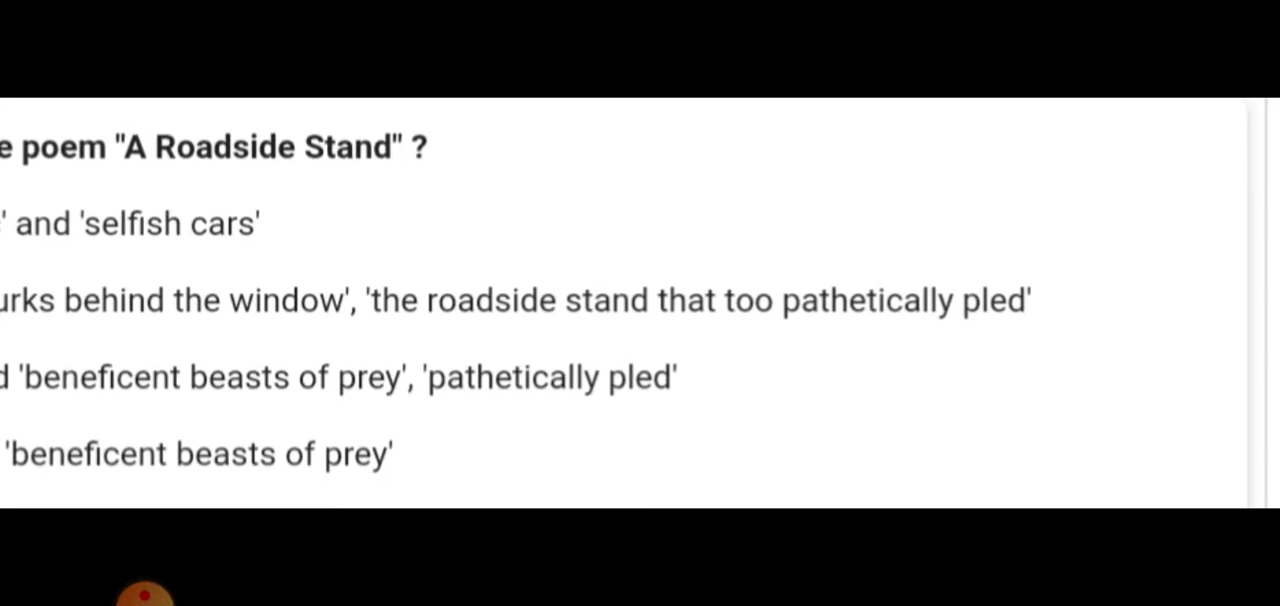 poem "A Roadside Stand" ?
' and 'selfish cars'
behind the window', 'the roadside stand that too pathetically pled'
'beneficent beasts of prey', 'pathetically pled'
'beneficent beasts of prey'